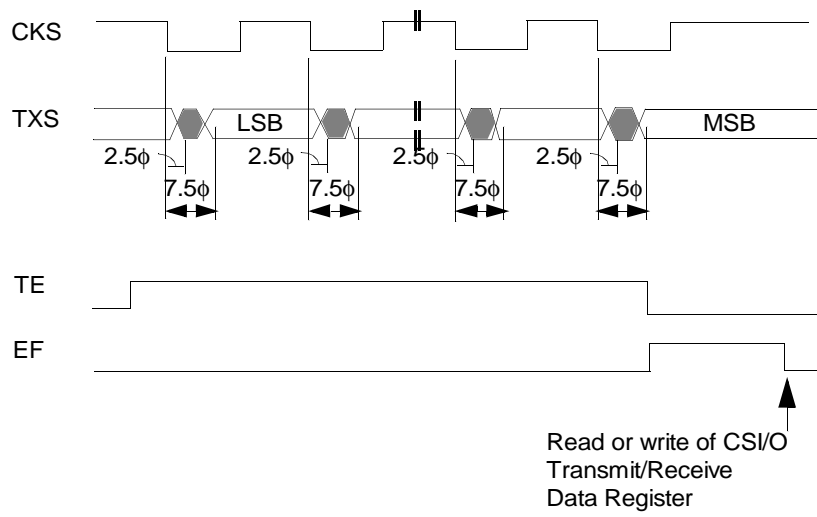 CKS
TXS
LSB
MSB
2.5φ
2.5φ
2.5φ
2.5φ
7.5φ
7.5φ
7.5φ
7.5φ
TE
EF
Read or write of CSI/O
Transmit/Receive
Data Register